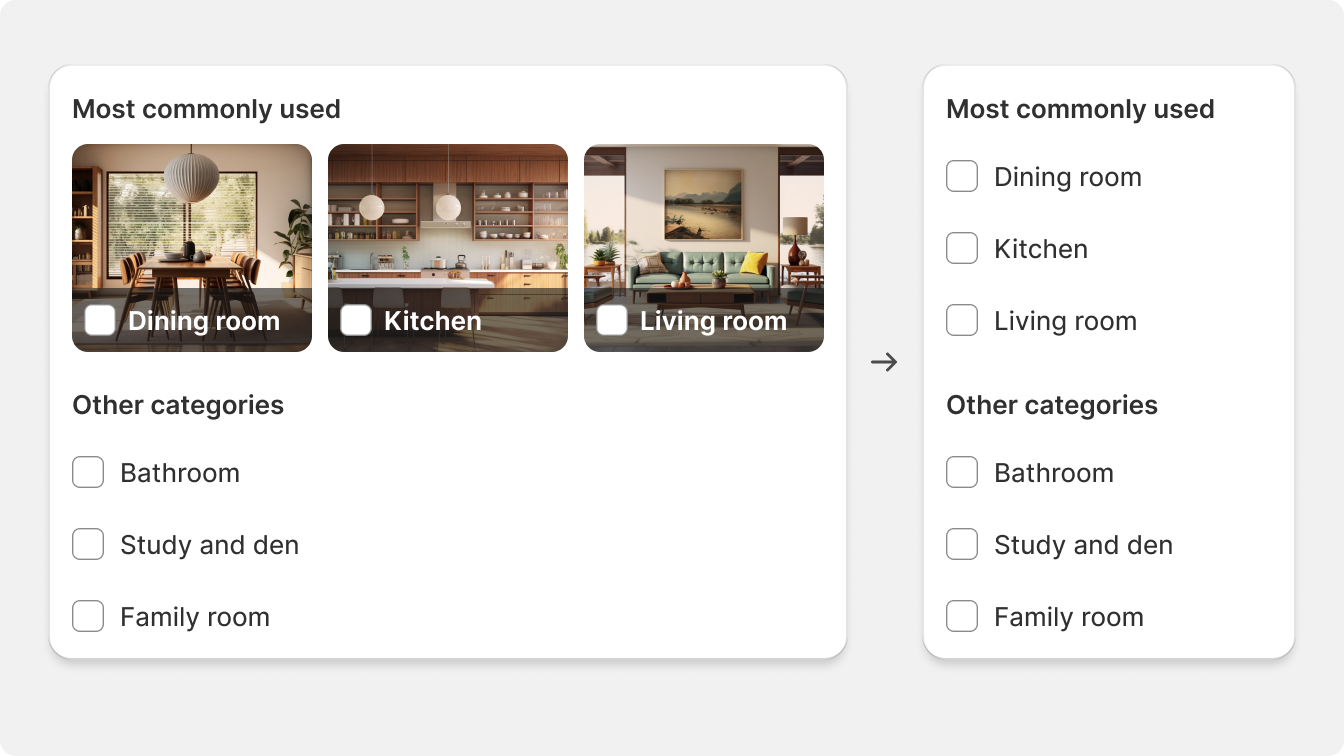 Most commonly used
Dining room
Kitchen
Living room
Other categories
Bathroom
Study and den
Family room
Most commonly used
Dining room
Kitchen
Living room
Other categories
Bathroom
Study and den
Family room